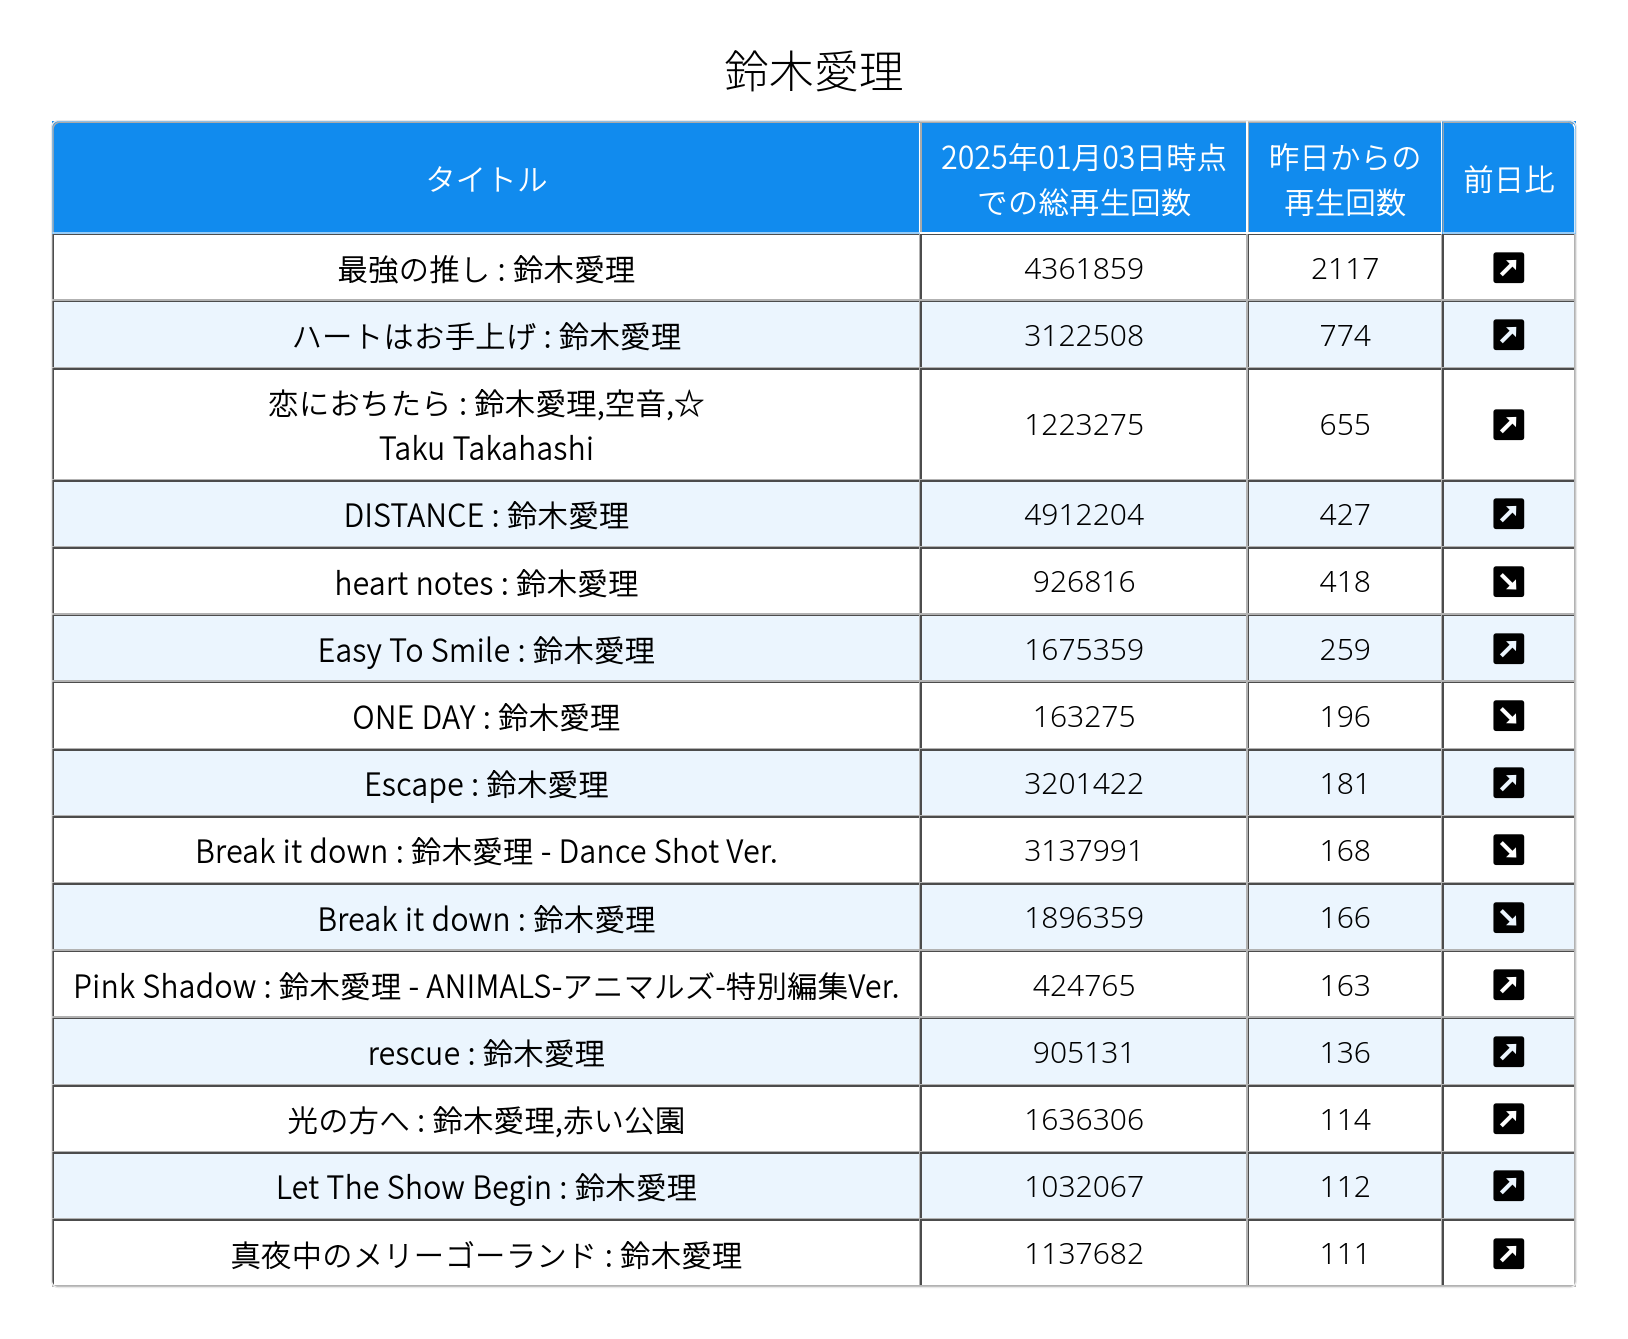 鈴木愛理
タイトル
2025年01月03日時点
での総再生回数
昨日からの
再生回数
前日比
最強の推し : 鈴木愛理 4361859 2117
ハートはお手上げ : 鈴木愛理 3122508 774
恋におちたら : 鈴木愛理,空音,☆
Taku Takahashi
1223275 655
DISTANCE : 鈴木愛理 4912204 427
heart notes : 鈴木愛理 926816 418
Easy To Smile : 鈴木愛理 1675359 259
ONE DAY : 鈴木愛理 163275 196
Escape : 鈴木愛理 3201422 181
Break it down : 鈴木愛理 - Dance Shot Ver. 3137991 168
Break it down : 鈴木愛理 1896359 166
Pink Shadow : 鈴木愛理 - ANIMALS-アニマルズ-特別編集Ver. 424765 163
rescue : 鈴木愛理 905131 136
光の方へ : 鈴木愛理,赤い公園 1636306 114
Let The Show Begin : 鈴木愛理 1032067 112
真夜中のメリーゴーランド : 鈴木愛理 1137682 111